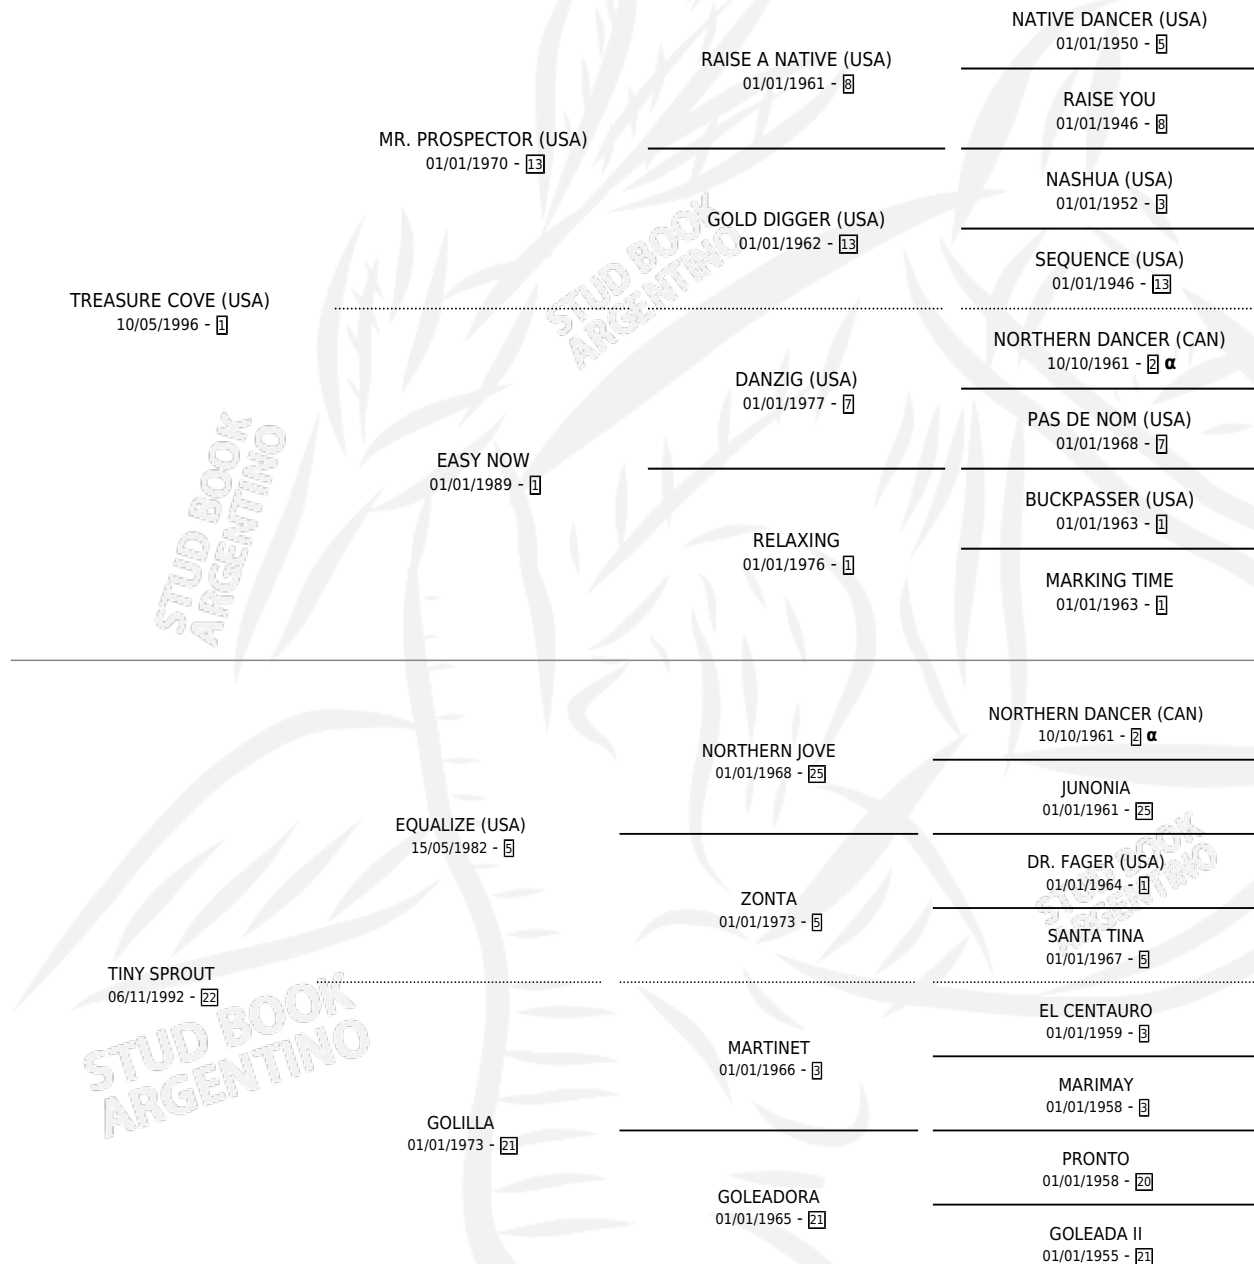 NATIVE DANCER (USA)
01/01/1950 - 5
RAISE A NATIVE (USA)
01/01/1961 - 8
RAISE YOU
01/01/1946 - 8
MR. PROSPECTOR (USA)
01/01/1970 - 13
NASHUA (USA)
01/01/1952 - 3
GOLD DIGGER (USA)
01/01/1962 - 13
SEQUENCE (USA)
01/01/1946 - 13
TREASURE COVE (USA)
10/05/1996 - 1
NORTHERN DANCER (CAN)
10/10/1961 - 2 α
DANZIG (USA)
01/01/1977 - 7
PAS DE NOM (USA)
01/01/1968 - 7
EASY NOW
01/01/1989 - 1
BUCKPASSER (USA)
01/01/1963 - 1
RELAXING
01/01/1976 - 1
MARKING TIME
01/01/1963 - 1
STUD BOOK
ARGENTINO
STUD BOOK
ARGENTINO
NORTHERN DANCER (CAN)
10/10/1961 - 2 α
NORTHERN JOVE
01/01/1968 - 25
JUNONIA
01/01/1961 - 25
EQUALIZE (USA)
15/05/1982 - 5
DR. FAGER (USA)
01/01/1964 - 1
ZONTA
01/01/1973 - 5
SANTA TINA
01/01/1967 - 5
TINY SPROUT
06/11/1992 - 22
EL CENTAURO
01/01/1959 - 3
MARTINET
01/01/1966 - 3
MARIMAY
01/01/1958 - 3
GOLILLA
01/01/1973 - 21
PRONTO
01/01/1958 - 20
GOLEADORA
01/01/1965 - 21
GOLEADA II
01/01/1955 - 21
STUD BOOK
ARGENTINO
STUD BOOK
ARGENTINO